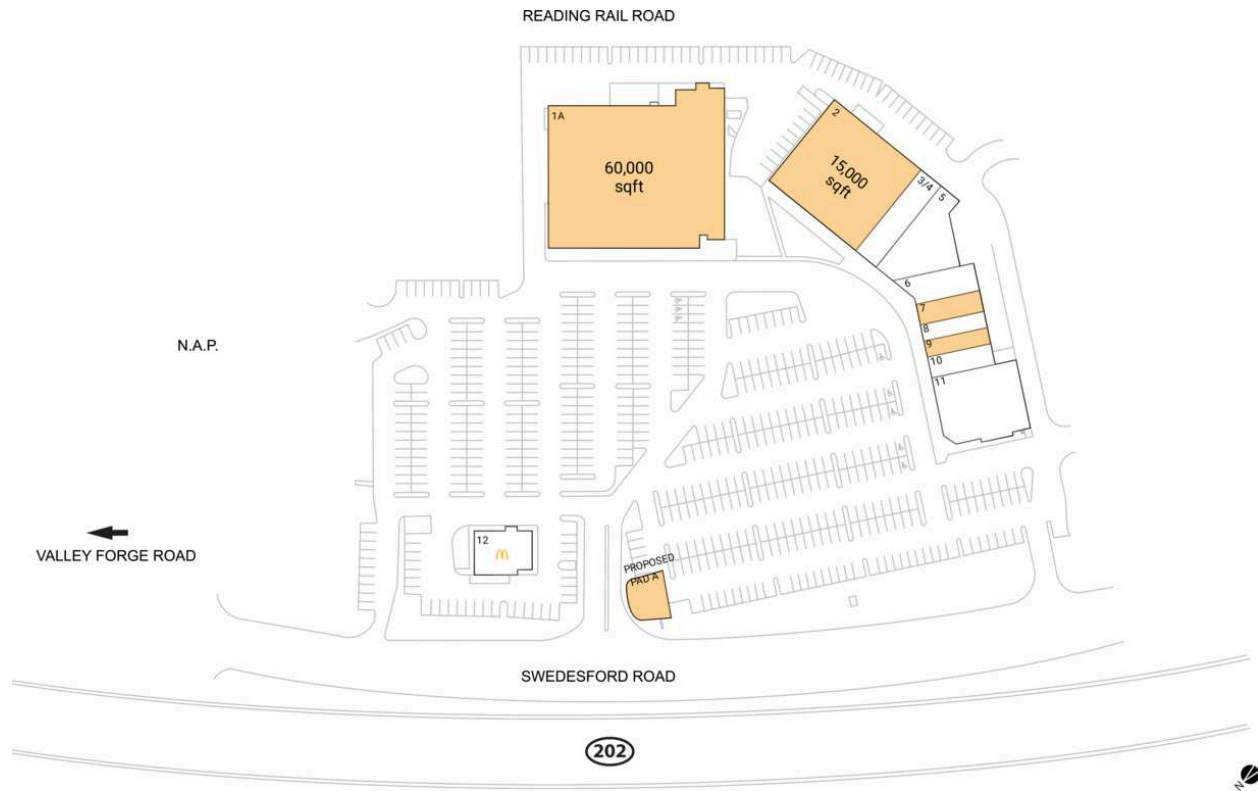 READING RAIL ROAD
1A
60,000
sqft
2
15,000
sqft
3/4
5
6
7
8
9
10
11
N.A.P.
VALLEY FORGE ROAD
12
PROPOSED
PAD A
SWEDESFORD ROAD
202
N